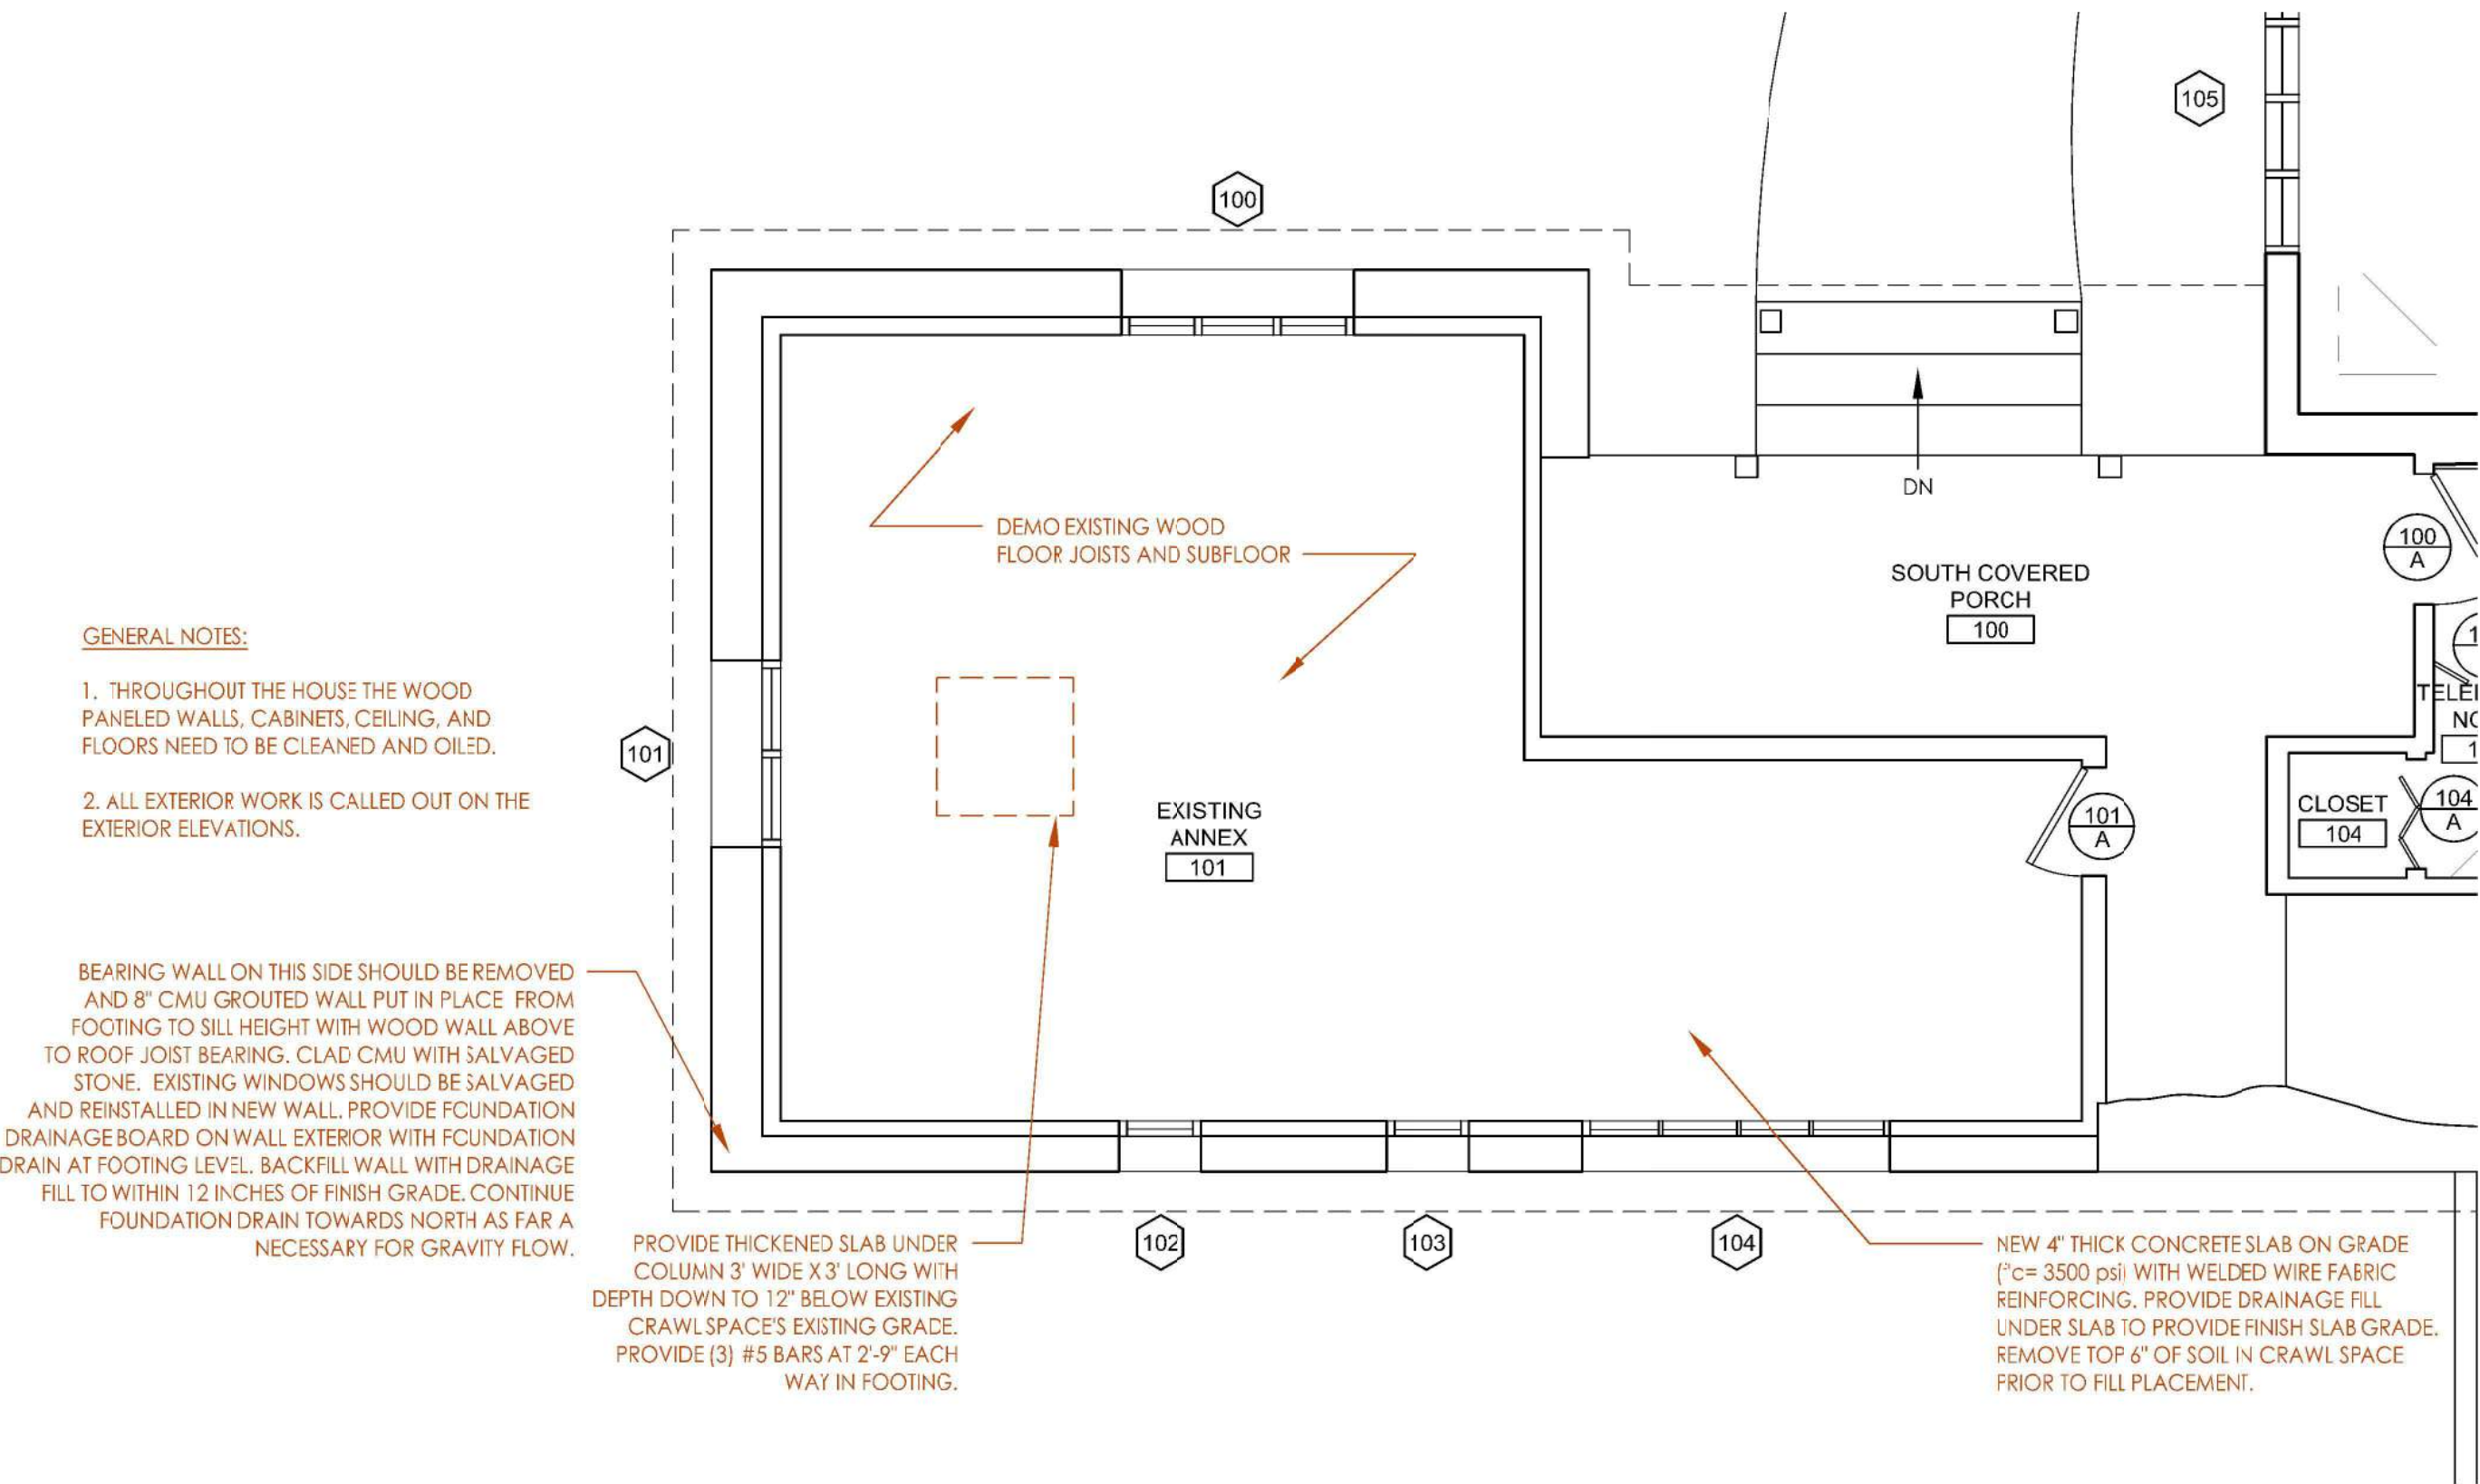 105
100
DEMO EXISTING WOOD
FLOOR JOISTS AND SUBFLOOR
DN
SOUTH COVERED
PORCH
100
100
A
GENERAL NOTES:
1. THROUGHOUT THE HOUSE THE WOOD
PANELED WALLS, CABINETS, CEILING, AND
FLOORS NEED TO BE CLEANED AND OILED.
2. ALL EXTERIOR WORK IS CALLED OUT ON THE
EXTERIOR ELEVATIONS.
101
EXISTING
ANNEX
101
101
A
CLOSET
104
104
A
BEARING WALL ON THIS SIDE SHOULD BE REMOVED
AND 8" CMU GROUTED WALL PUT IN PLACE FROM
FOOTING TO SILL HEIGHT WITH WOOD WALL ABOVE
TO ROOF JOIST BEARING. CLAD CMU WITH SALVAGED
STONE. EXISTING WINDOWS SHOULD BE SALVAGED
AND REINSTALLED IN NEW WALL. PROVIDE FOUNDATION
DRAINAGE BOARD ON WALL EXTERIOR WITH FOUNDATION
DRAIN AT FOOTING LEVEL. BACKFILL WALL WITH DRAINAGE
FILL TO WITHIN 12 INCHES OF FINISH GRADE. CONTINUE
FOUNDATION DRAIN TOWARDS NORTH AS FAR A
NECESSARY FOR GRAVITY FLOW.
PROVIDE THICKENED SLAB UNDER
COLUMN 3' WIDE X 3' LONG WITH
DEPTH DOWN TO 12" BELOW EXISTING
CRAWL SPACE'S EXISTING GRADE.
PROVIDE (3) #5 BARS AT 2'-9" EACH
WAY IN FOOTING.
102
103
104
NEW 4" THICK CONCRETE SLAB ON GRADE
(f'c= 3500 psi) WITH WELDED WIRE FABRIC
REINFORCING. PROVIDE DRAINAGE FILL
UNDER SLAB TO PROVIDE FINISH SLAB GRADE.
REMOVE TOP 6" OF SOIL IN CRAWL SPACE
PRIOR TO FILL PLACEMENT.